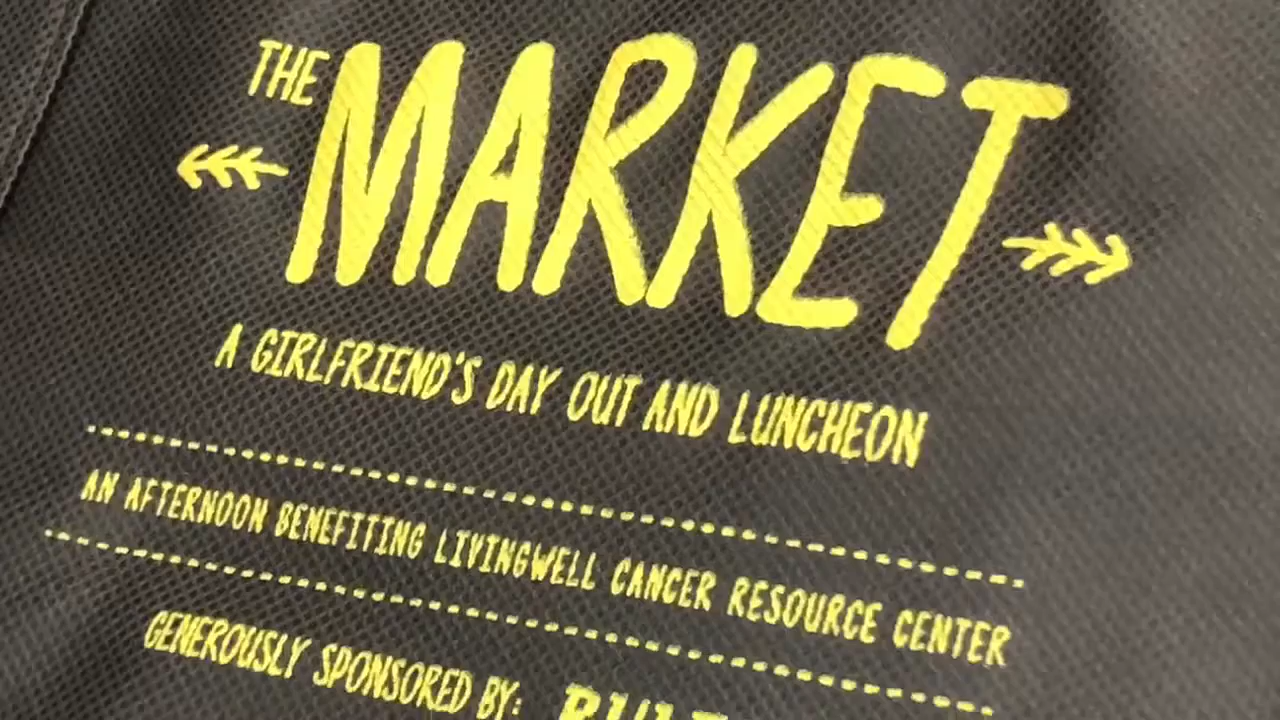 THE MARKET
A GIRLFRIEND'S DAY OUT AND LUNCHEON
AN AFTERNOON BENEFITING LIVINGWELL CANCER RESOURCE CENTER
GENEROUSLY SPONSORED BY: